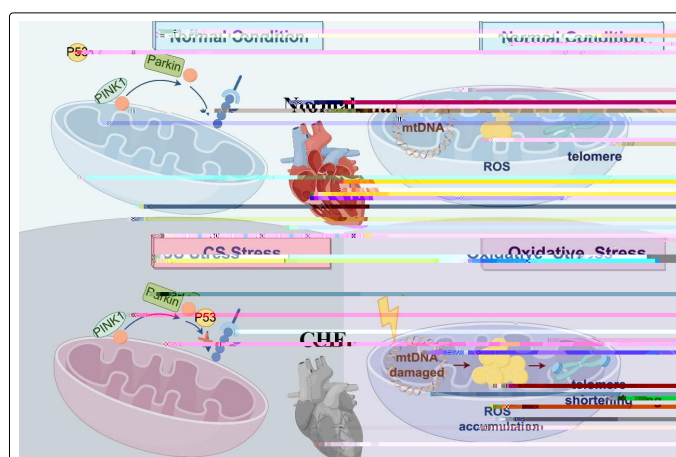 Normal Condition
Normal Condition
Parkin
PINK1
Normal
mtDNA
ROS
telomere
CS Stress
Oxidative Stress
Parkin
P53
PINK1
CHF
mtDNA
damaged
telomere
shortening
ROS
accumulation